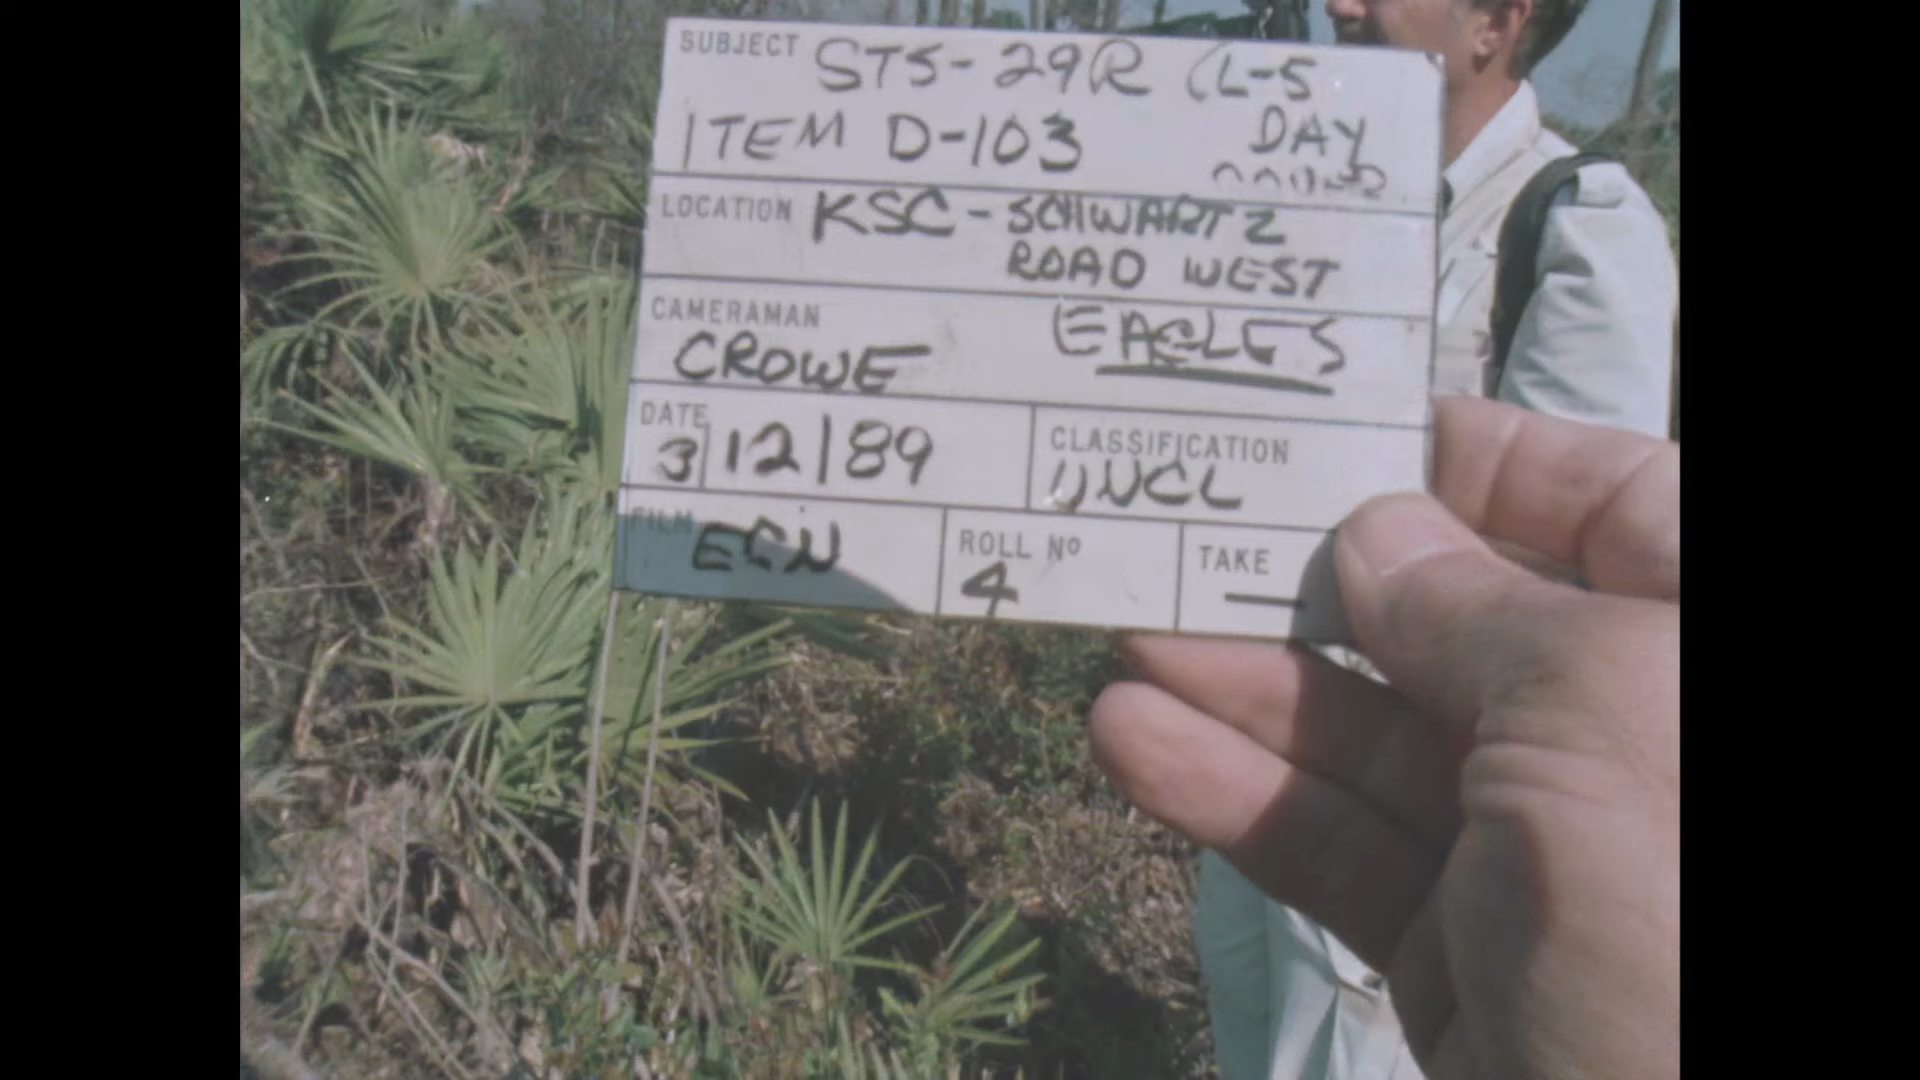 SUBJECT STS-29R (L-5
ITEM D-103 DAY
LOCATION KSC - SCHWARTZ
ROAD WEST
CAMERAMAN EAGLES
CROWE
DATE 3/12/89
CLASSIFICATION
UNCL
FILM ECN
ROLL Nº
4
TAKE
—